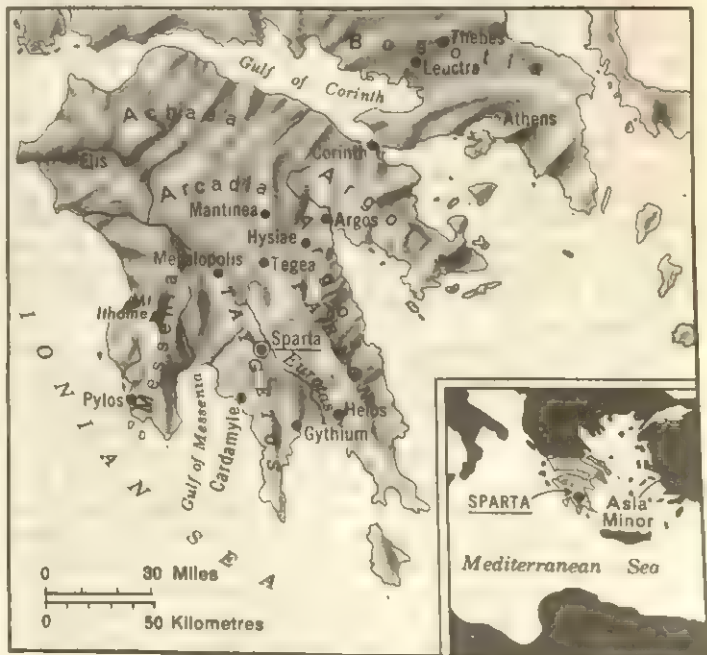 Boeotia
Thebes
Leuctra
Gulf of Corinth
Athens
Achaea
Corinth
Elis
Arcadia
Argolid
Mantinea
Argos
Hysiae
Megalopolis
Tegea
Mt
Ithome
Messenia
TAYGETOS
Sparta
Eurotas
Pylos
Helos
Gulf of Messenia
Cardamyle
Gythium
IONIAN SEA
0 30 Miles
0 50 Kilometres
SPARTA
Asia
Minor
Mediterranean Sea